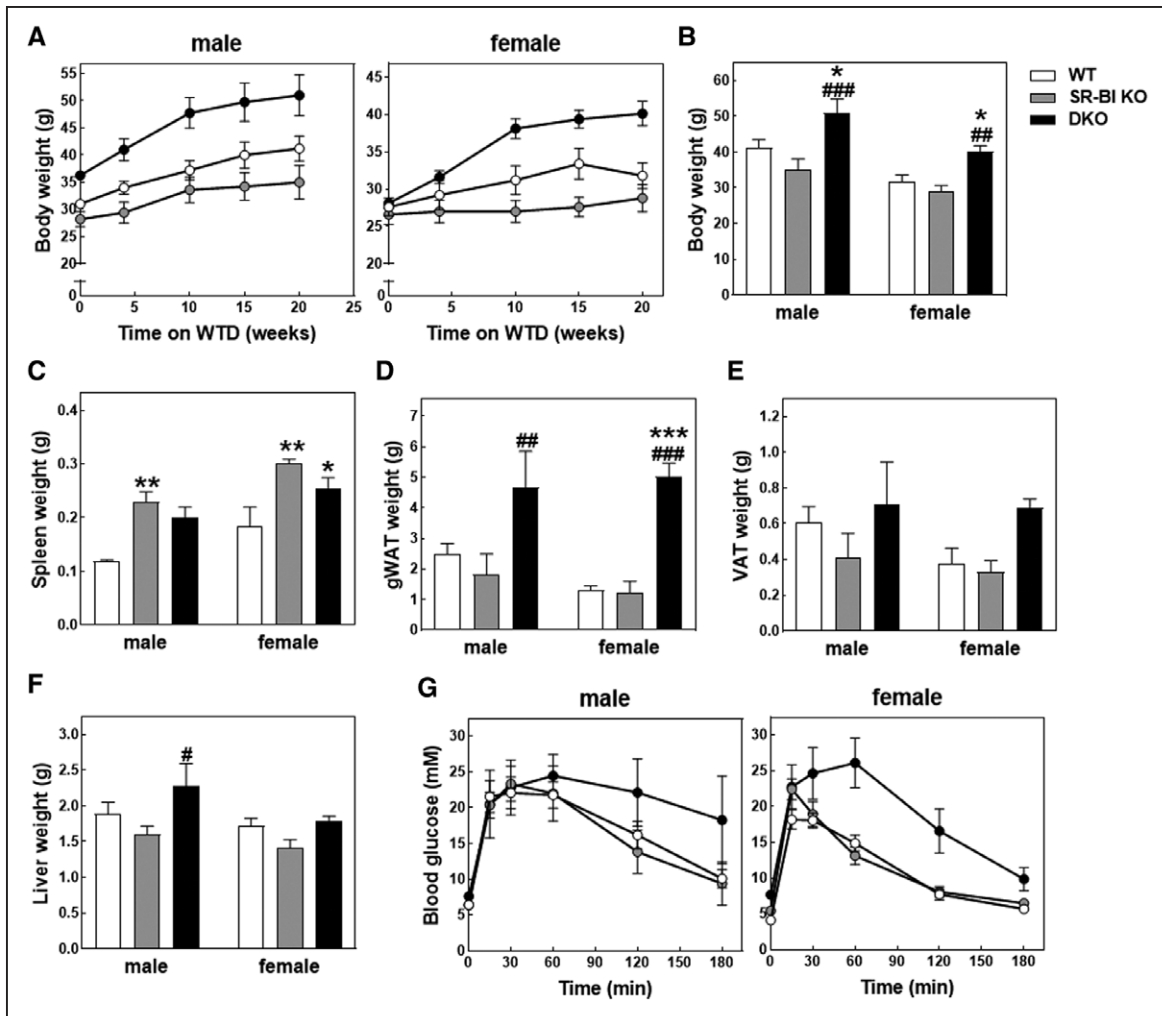 A
male
female
Body weight (g)
55
50
45
40
35
30
25
20
0
0 5 10 15 20 25
Time on WTD (weeks)
45
40
35
30
25
20
0
0 5 10 15 20
Time on WTD (weeks)
B
Body weight (g)
60
50
40
30
20
10
0
*
###
*
##
male female
WT
SR-BI KO
DKO
C
Spleen weight (g)
0.4
0.3
0.2
0.1
0.0
**
**
*
male female
D
gWAT weight (g)
7
6
5
4
3
2
1
0
##
***
###
male female
E
VAT weight (g)
1.2
1.0
0.8
0.6
0.4
0.2
0.0
male female
F
Liver weight (g)
3.0
2.5
2.0
1.5
1.0
0.5
0.0
#
male female
G
male
female
Blood glucose (mM)
30
25
20
15
10
5
0
0 30 60 90 120 150 180
Time (min)
30
25
20
15
10
5
0
0 30 60 90 120 150 180
Time (min)